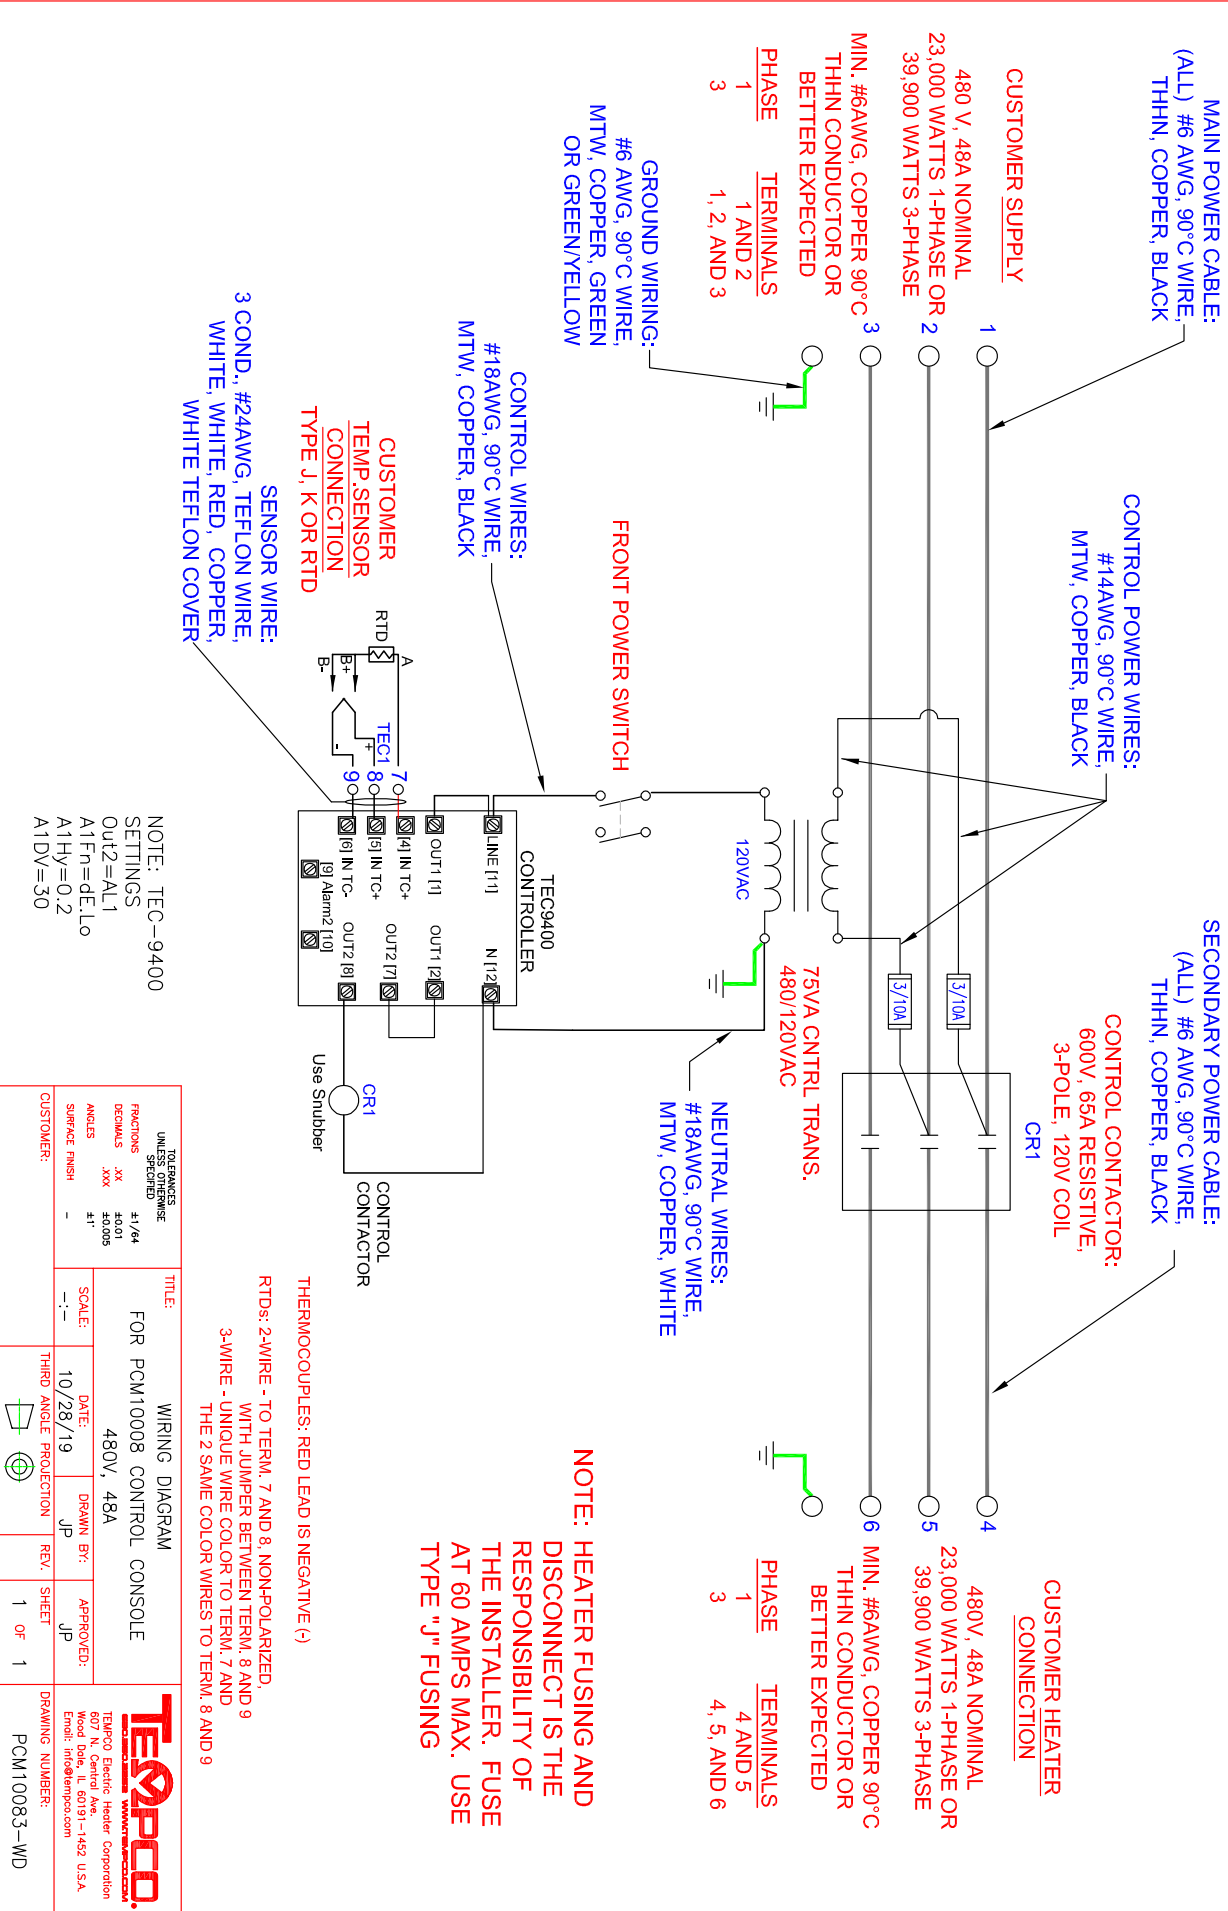 MAIN POWER CABLE:
(ALL) #6 AWG, 90°C WIRE,
THHN, COPPER, BLACK
CUSTOMER SUPPLY
480 V, 48A NOMINAL
23,000 WATTS 1-PHASE OR
39,900 WATTS 3-PHASE
MIN. #6AWG, COPPER 90°C
THHN CONDUCTOR OR
BETTER EXPECTED
PHASE TERMINALS
1 1 AND 2
3 1, 2, AND 3
1
2
3
GROUND WIRING:
#6 AWG, 90°C WIRE,
MTW, COPPER, GREEN
OR GREEN/YELLOW
CONTROL POWER WIRES:
#14AWG, 90°C WIRE,
MTW, COPPER, BLACK
SECONDARY POWER CABLE:
(ALL) #6 AWG, 90°C WIRE,
THHN, COPPER, BLACK
CONTROL CONTACTOR:
600V, 65A RESISTIVE,
3-POLE, 120V COIL
CR1
3/10A
3/10A
CUSTOMER HEATER
CONNECTION
480V, 48A NOMINAL
23,000 WATTS 1-PHASE OR
39,900 WATTS 3-PHASE
MIN. #6AWG, COPPER 90°C
THHN CONDUCTOR OR
BETTER EXPECTED
PHASE TERMINALS
1 4 AND 5
3 4, 5, AND 6
4
5
6
75VA CNTRL TRANS.
480/120VAC
120VAC
NEUTRAL WIRES:
#18AWG, 90°C WIRE,
MTW, COPPER, WHITE
FRONT POWER SWITCH
CONTROL WIRES:
#18AWG, 90°C WIRE,
MTW, COPPER, BLACK
CUSTOMER
TEMP.SENSOR
CONNECTION
TYPE J, K OR RTD
SENSOR WIRE:
3 COND., #24AWG, TEFLON WIRE,
WHITE, WHITE, RED, COPPER,
WHITE TEFLON COVER
RTD
A
B+
B-
+
-
TEC1
7
8
9
TEC9400
CONTROLLER
LINE [11]
N [12]
OUT1 [1]
OUT1 [2]
[4] IN TC+
OUT2 [7]
[5] IN TC+
[6] IN TC-
OUT2 [8]
[9] Alarm2 [10]
CR1
Use Snubber
CONTROL
CONTACTOR
NOTE: HEATER FUSING AND
DISCONNECT IS THE
RESPONSIBILITY OF
THE INSTALLER. FUSE
AT 60 AMPS MAX. USE
TYPE "J" FUSING
THERMOCOUPLES: RED LEAD IS NEGATIVE (-)
RTDs: 2-WIRE - TO TERM. 7 AND 8, NON-POLARIZED,
WITH JUMPER BETWEEN TERM. 8 AND 9
3-WIRE - UNIQUE WIRE COLOR TO TERM. 7 AND
THE 2 SAME COLOR WIRES TO TERM. 8 AND 9
NOTE: TEC-9400
SETTINGS
Out2=AL1
A1Fn=dE.Lo
A1Hy=0.2
A1DV=30
TOLERANCES
UNLESS OTHERWISE
SPECIFIED
FRACTIONS ±1/64
DECIMALS .XX ±0.01
.XXX ±0.005
ANGLES ±1°
SURFACE FINISH -
CUSTOMER:
TITLE:
WIRING DIAGRAM
FOR PCM10008 CONTROL CONSOLE
480V, 48A
SCALE:
-:-
DATE:
10/28/19
DRAWN BY:
JP
APPROVED:
JP
THIRD ANGLE PROJECTION
REV.
SHEET
1 OF 1
TEMPCO.
WWW.TEMPCO.COM
TEMPCO Electric Heater Corporation
607 N. Central Ave.
Wood Dale, IL 60191-1452 U.S.A.
Email: info@tempco.com
DRAWING NUMBER:
PCM10083-WD